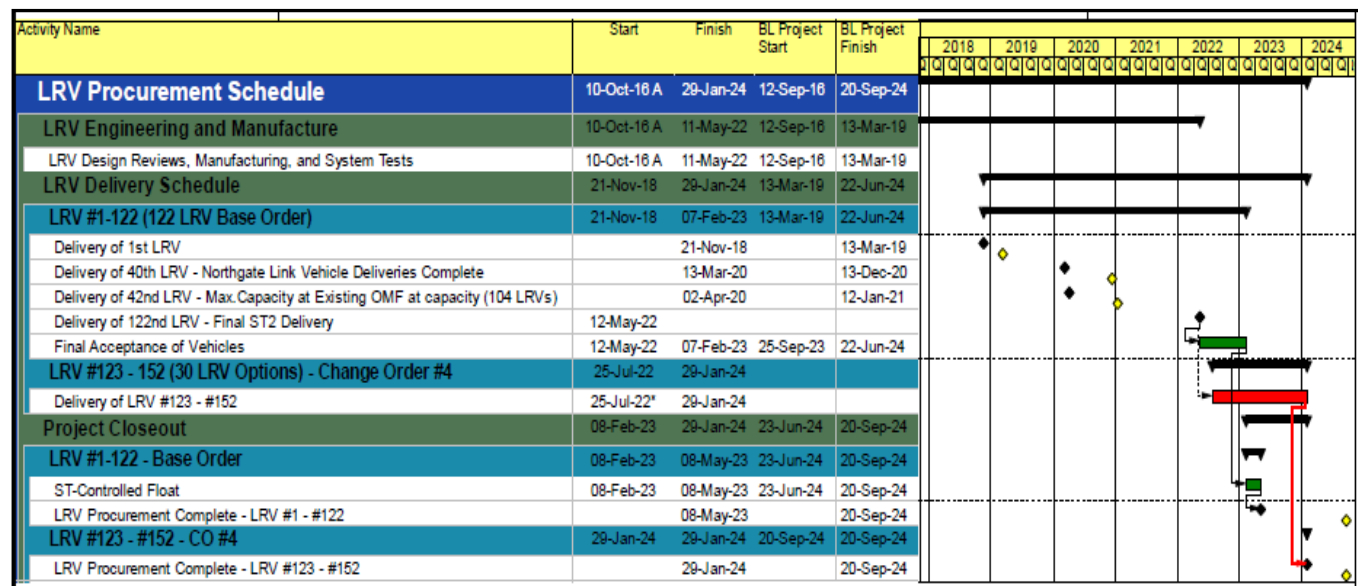 Activity Name Start Finish BL Project Start BL Project Finish
2018 2019 2020 2021 2022 2023 2024
Q Q Q Q Q Q Q Q Q Q Q Q Q Q Q Q Q Q Q Q Q Q Q Q Q Q Q
LRV Procurement Schedule 10-Oct-16 A 29-Jan-24 12-Sep-16 20-Sep-24
LRV Engineering and Manufacture 10-Oct-16 A 11-May-22 12-Sep-16 13-Mar-19
LRV Design Reviews, Manufacturing, and System Tests 10-Oct-16 A 11-May-22 12-Sep-16 13-Mar-19
LRV Delivery Schedule 21-Nov-18 29-Jan-24 13-Mar-19 22-Jun-24
LRV #1-122 (122 LRV Base Order) 21-Nov-18 07-Feb-23 13-Mar-19 22-Jun-24
Delivery of 1st LRV 21-Nov-18 13-Mar-19
Delivery of 40th LRV - Northgate Link Vehicle Deliveries Complete 13-Mar-20 13-Dec-20
Delivery of 42nd LRV - Max.Capacity at Existing OMF at capacity (104 LRVs) 02-Apr-20 12-Jan-21
Delivery of 122nd LRV - Final ST2 Delivery 12-May-22
Final Acceptance of Vehicles 12-May-22 07-Feb-23 25-Sep-23 22-Jun-24
LRV #123 - 152 (30 LRV Options) - Change Order #4 25-Jul-22 29-Jan-24
Delivery of LRV #123 - #152 25-Jul-22* 29-Jan-24
Project Closeout 08-Feb-23 29-Jan-24 23-Jun-24 20-Sep-24
LRV #1-122 - Base Order 08-Feb-23 08-May-23 23-Jun-24 20-Sep-24
ST-Controlled Float 08-Feb-23 08-May-23 23-Jun-24 20-Sep-24
LRV Procurement Complete - LRV #1 - #122 08-May-23 20-Sep-24
LRV #123 - #152 - CO #4 29-Jan-24 29-Jan-24 20-Sep-24 20-Sep-24
LRV Procurement Complete - LRV #123 - #152 29-Jan-24 20-Sep-24